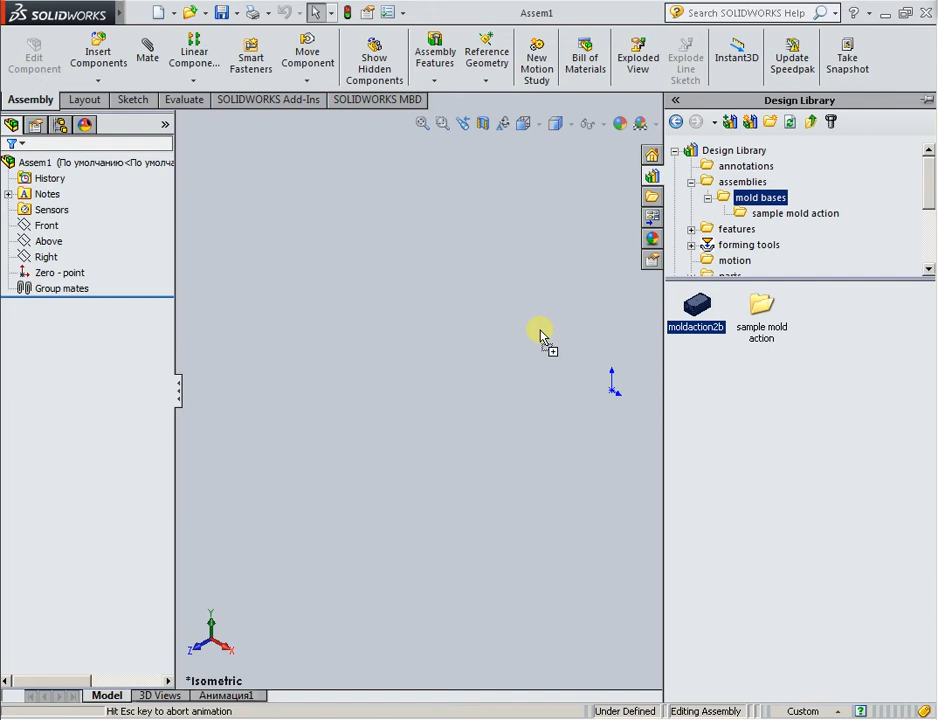 SOLIDWORKS
Assem1
Search SOLIDWORKS Help
Edit
Component
Insert
Components
Mate
Linear
Compone...
Smart
Fasteners
Move
Component
Show
Hidden
Components
Assembly
Features
Reference
Geometry
New
Motion
Study
Bill of
Materials
Exploded
View
Explode
Line
Sketch
Instant3D
Update
Speedpak
Take
Snapshot
Assembly
Layout
Sketch
Evaluate
SOLIDWORKS Add-Ins
SOLIDWORKS MBD
Design Library
Assem1 (По умолчанию<По умолча
History
Notes
Sensors
Front
Above
Right
Zero - point
Group mates
Design Library
annotations
assemblies
mold bases
sample mold action
features
forming tools
motion
parts
moldaction2b
sample mold
action
Y
Z
X
*Isometric
Model
3D Views
Анимация1
Hit Esc key to abort animation
Under Defined
Editing Assembly
Custom